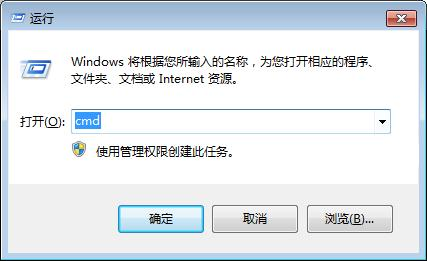 运行
Windows 将根据您所输入的名称，为您打开相应的程序、
文件夹、文档或 Internet 资源。
打开(O): cmd
使用管理权限创建此任务。
确定 取消 浏览(B)...